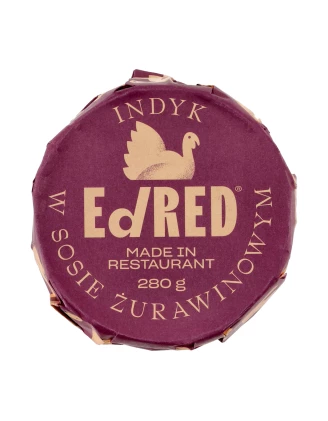 INDYK
EdRED®
MADE IN
RESTAURANT
280 g
W SOSIE ŻURAWINOWYM